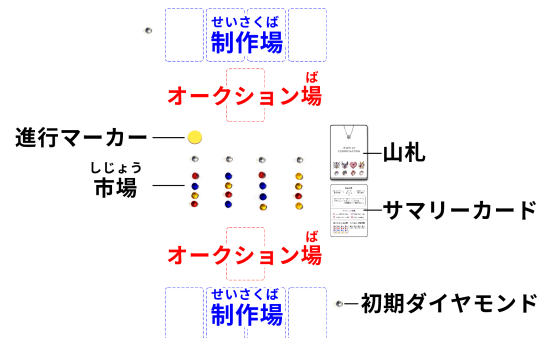 せいさくば
制作場
ば
オークション場
進行マーカー
しじょう
市場
山札
サマリーカード
ば
オークション場
せいさくば
制作場
初期ダイヤモンド